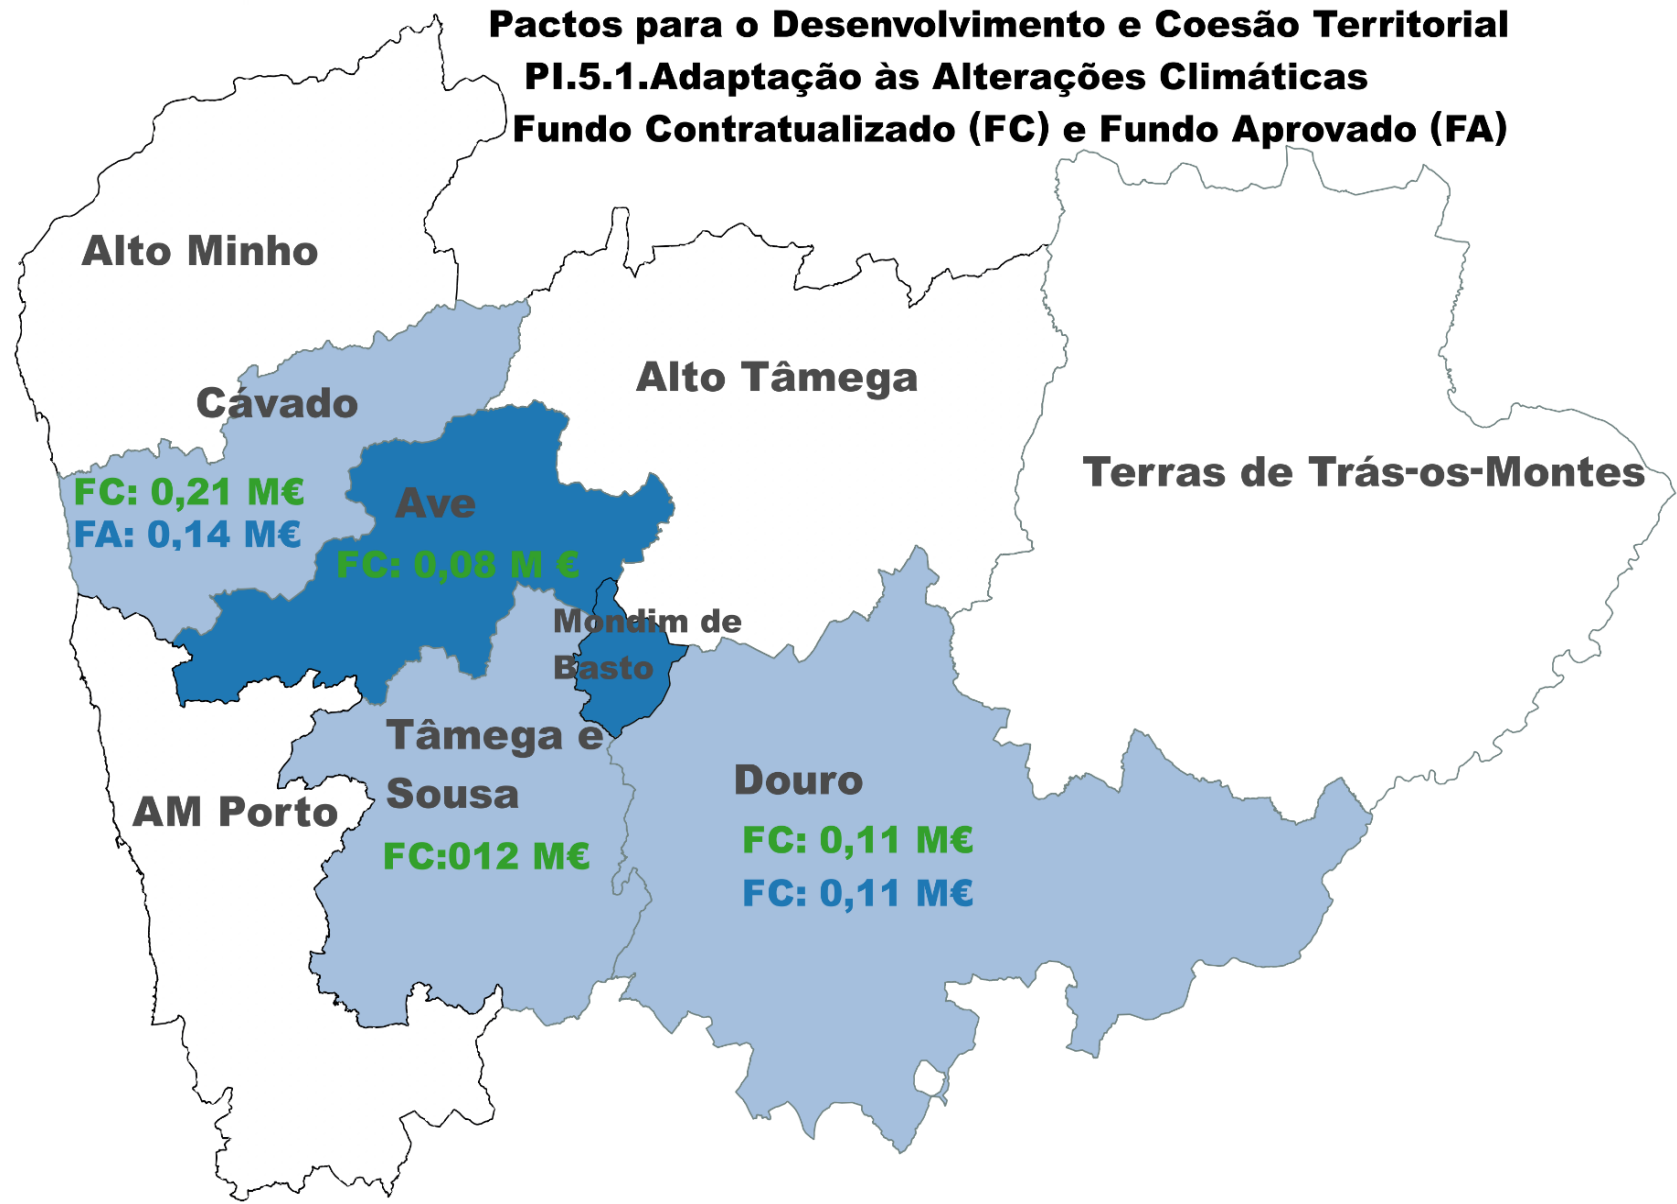 Pactos para o Desenvolvimento e Coesão Territorial
PI.5.1.Adaptação às Alterações Climáticas
Fundo Contratualizado (FC) e Fundo Aprovado (FA)
Alto Minho
Alto Tâmega
Cávado
Terras de Trás-os-Montes
FC: 0,21 M€
FA: 0,14 M€
Ave
FC: 0,08 M €
Mondim de
Basto
Tâmega e
Sousa
FC:012 M€
AM Porto
Douro
FC: 0,11 M€
FC: 0,11 M€